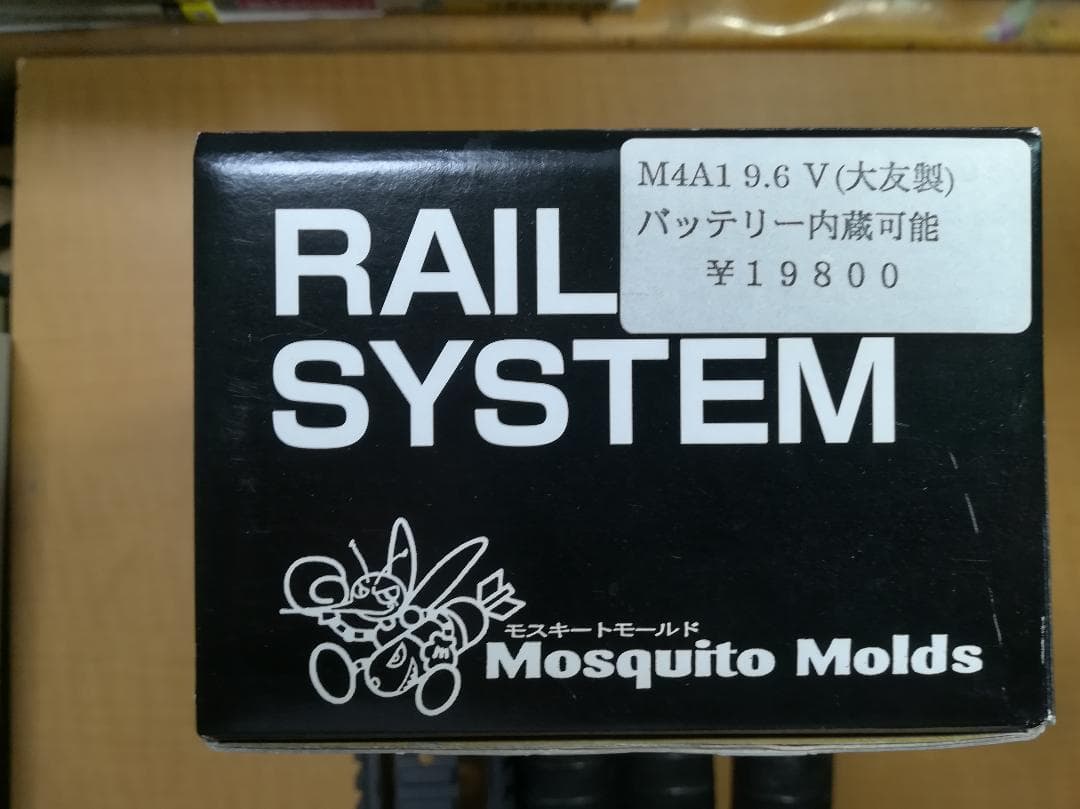 M4A1 9.6 V(大友製)
バッテリー内蔵可能
￥19800
RAIL
SYSTEM
モスキートモールド
Mosquito Molds
M